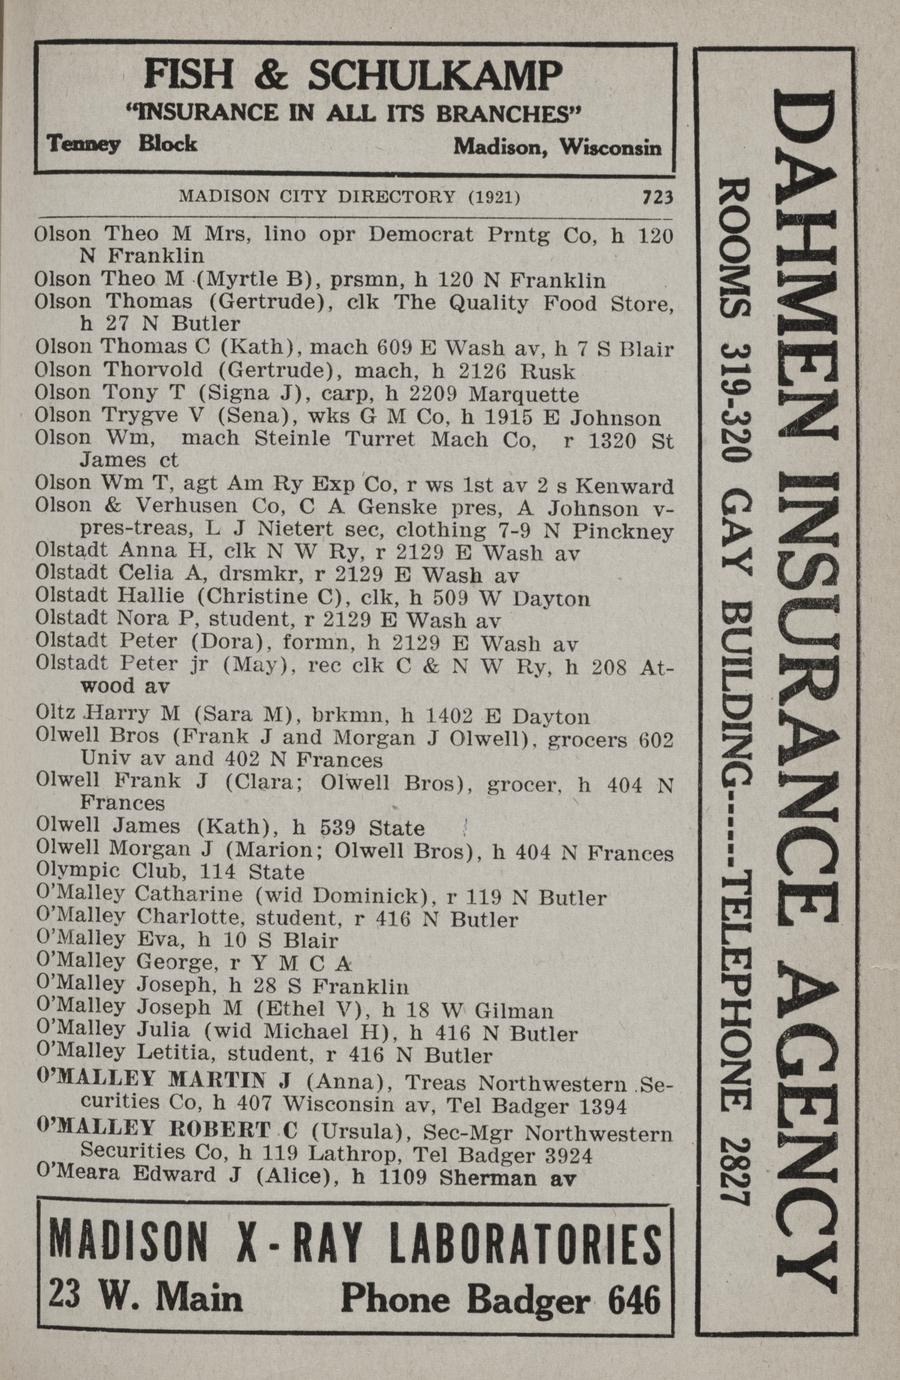 FISH & SCHULKAMP
"INSURANCE IN ALL ITS BRANCHES"
Tenney Block Madison, Wisconsin
MADISON CITY DIRECTORY (1921) 723
Olson Theo M Mrs, lino opr Democrat Prntg Co, h 120
N Franklin
Olson Theo M (Myrtle B), prsmn, h 120 N Franklin
Olson Thomas (Gertrude), clk The Quality Food Store,
h 27 N Butler
Olson Thomas C (Kath), mach 609 E Wash av, h 7 S Blair
Olson Thorvold (Gertrude), mach, h 2126 Rusk
Olson Tony T (Signa J), carp, h 2209 Marquette
Olson Trygve V (Sena), wks G M Co, h 1915 E Johnson
Olson Wm, mach Steinle Turret Mach Co, r 1320 St
James ct
Olson Wm T, agt Am Ry Exp Co, r ws 1st av 2 s Kenward
Olson & Verhusen Co, C A Genske pres, A Johnson v-
pres-treas, L J Nietert sec, clothing 7-9 N Pinckney
Olstadt Anna H, clk N W Ry, r 2129 E Wash av
Olstadt Celia A, drsmkr, r 2129 E Wash av
Olstadt Hallie (Christine C), clk, h 509 W Dayton
Olstadt Nora P, student, r 2129 E Wash av
Olstadt Peter (Dora), formn, h 2129 E Wash av
Olstadt Peter jr (May), rec clk C & N W Ry, h 208 At-
wood av
Oltz Harry M (Sara M), brkmn, h 1402 E Dayton
Olwell Bros (Frank J and Morgan J Olwell), grocers 602
Univ av and 402 N Frances
Olwell Frank J (Clara; Olwell Bros), grocer, h 404 N
Frances
Olwell James (Kath), h 539 State
Olwell Morgan J (Marion; Olwell Bros), h 404 N Frances
Olympic Club, 114 State
O'Malley Catharine (wid Dominick), r 119 N Butler
O'Malley Charlotte, student, r 416 N Butler
O'Malley Eva, h 10 S Blair
O'Malley George, r Y M C A
O'Malley Joseph, h 28 S Franklin
O'Malley Joseph M (Ethel V), h 18 W Gilman
O'Malley Julia (wid Michael H), h 416 N Butler
O'Malley Letitia, student, r 416 N Butler
O'MALLEY MARTIN J (Anna), Treas Northwestern Se-
curities Co, h 407 Wisconsin av, Tel Badger 1394
O'MALLEY ROBERT C (Ursula), Sec-Mgr Northwestern
Securities Co, h 119 Lathrop, Tel Badger 3924
O'Meara Edward J (Alice), h 1109 Sherman av
MADISON X-RAY LABORATORIES
23 W. Main Phone Badger 646
DAHMEN INSURANCE AGENCY
ROOMS 319-320 GAY BUILDING------TELEPHONE 2827